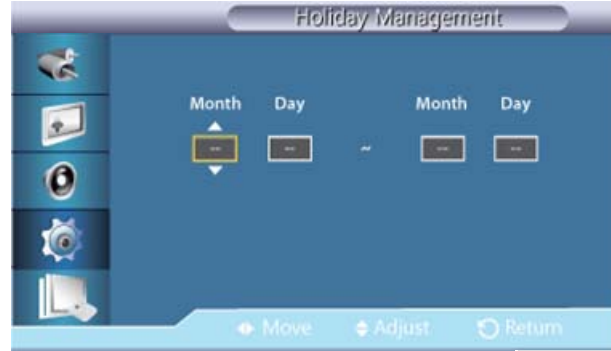 Holiday Management
Month Day Month Day
-- -- ~ -- --
Move Adjust Return